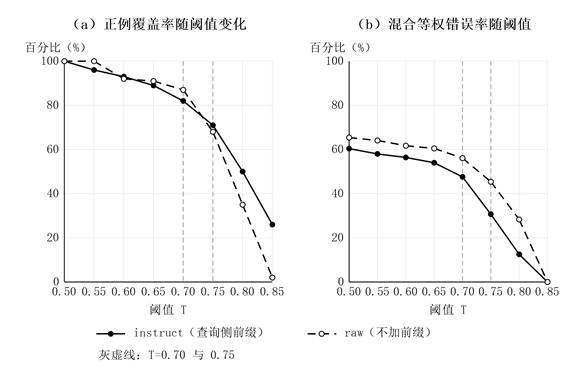 （a）正例覆盖率随阈值变化
（b）混合等权错误率随阈值
百分比（%）
百分比（%）
100
80
60
40
20
0
0.50 0.55 0.60 0.65 0.70 0.75 0.80 0.85
阈值 T
100
80
60
40
20
0
0.50 0.55 0.60 0.65 0.70 0.75 0.80 0.85
阈值 T
instruct（查询侧前缀）
raw（不加前缀）
灰虚线：T=0.70 与 0.75